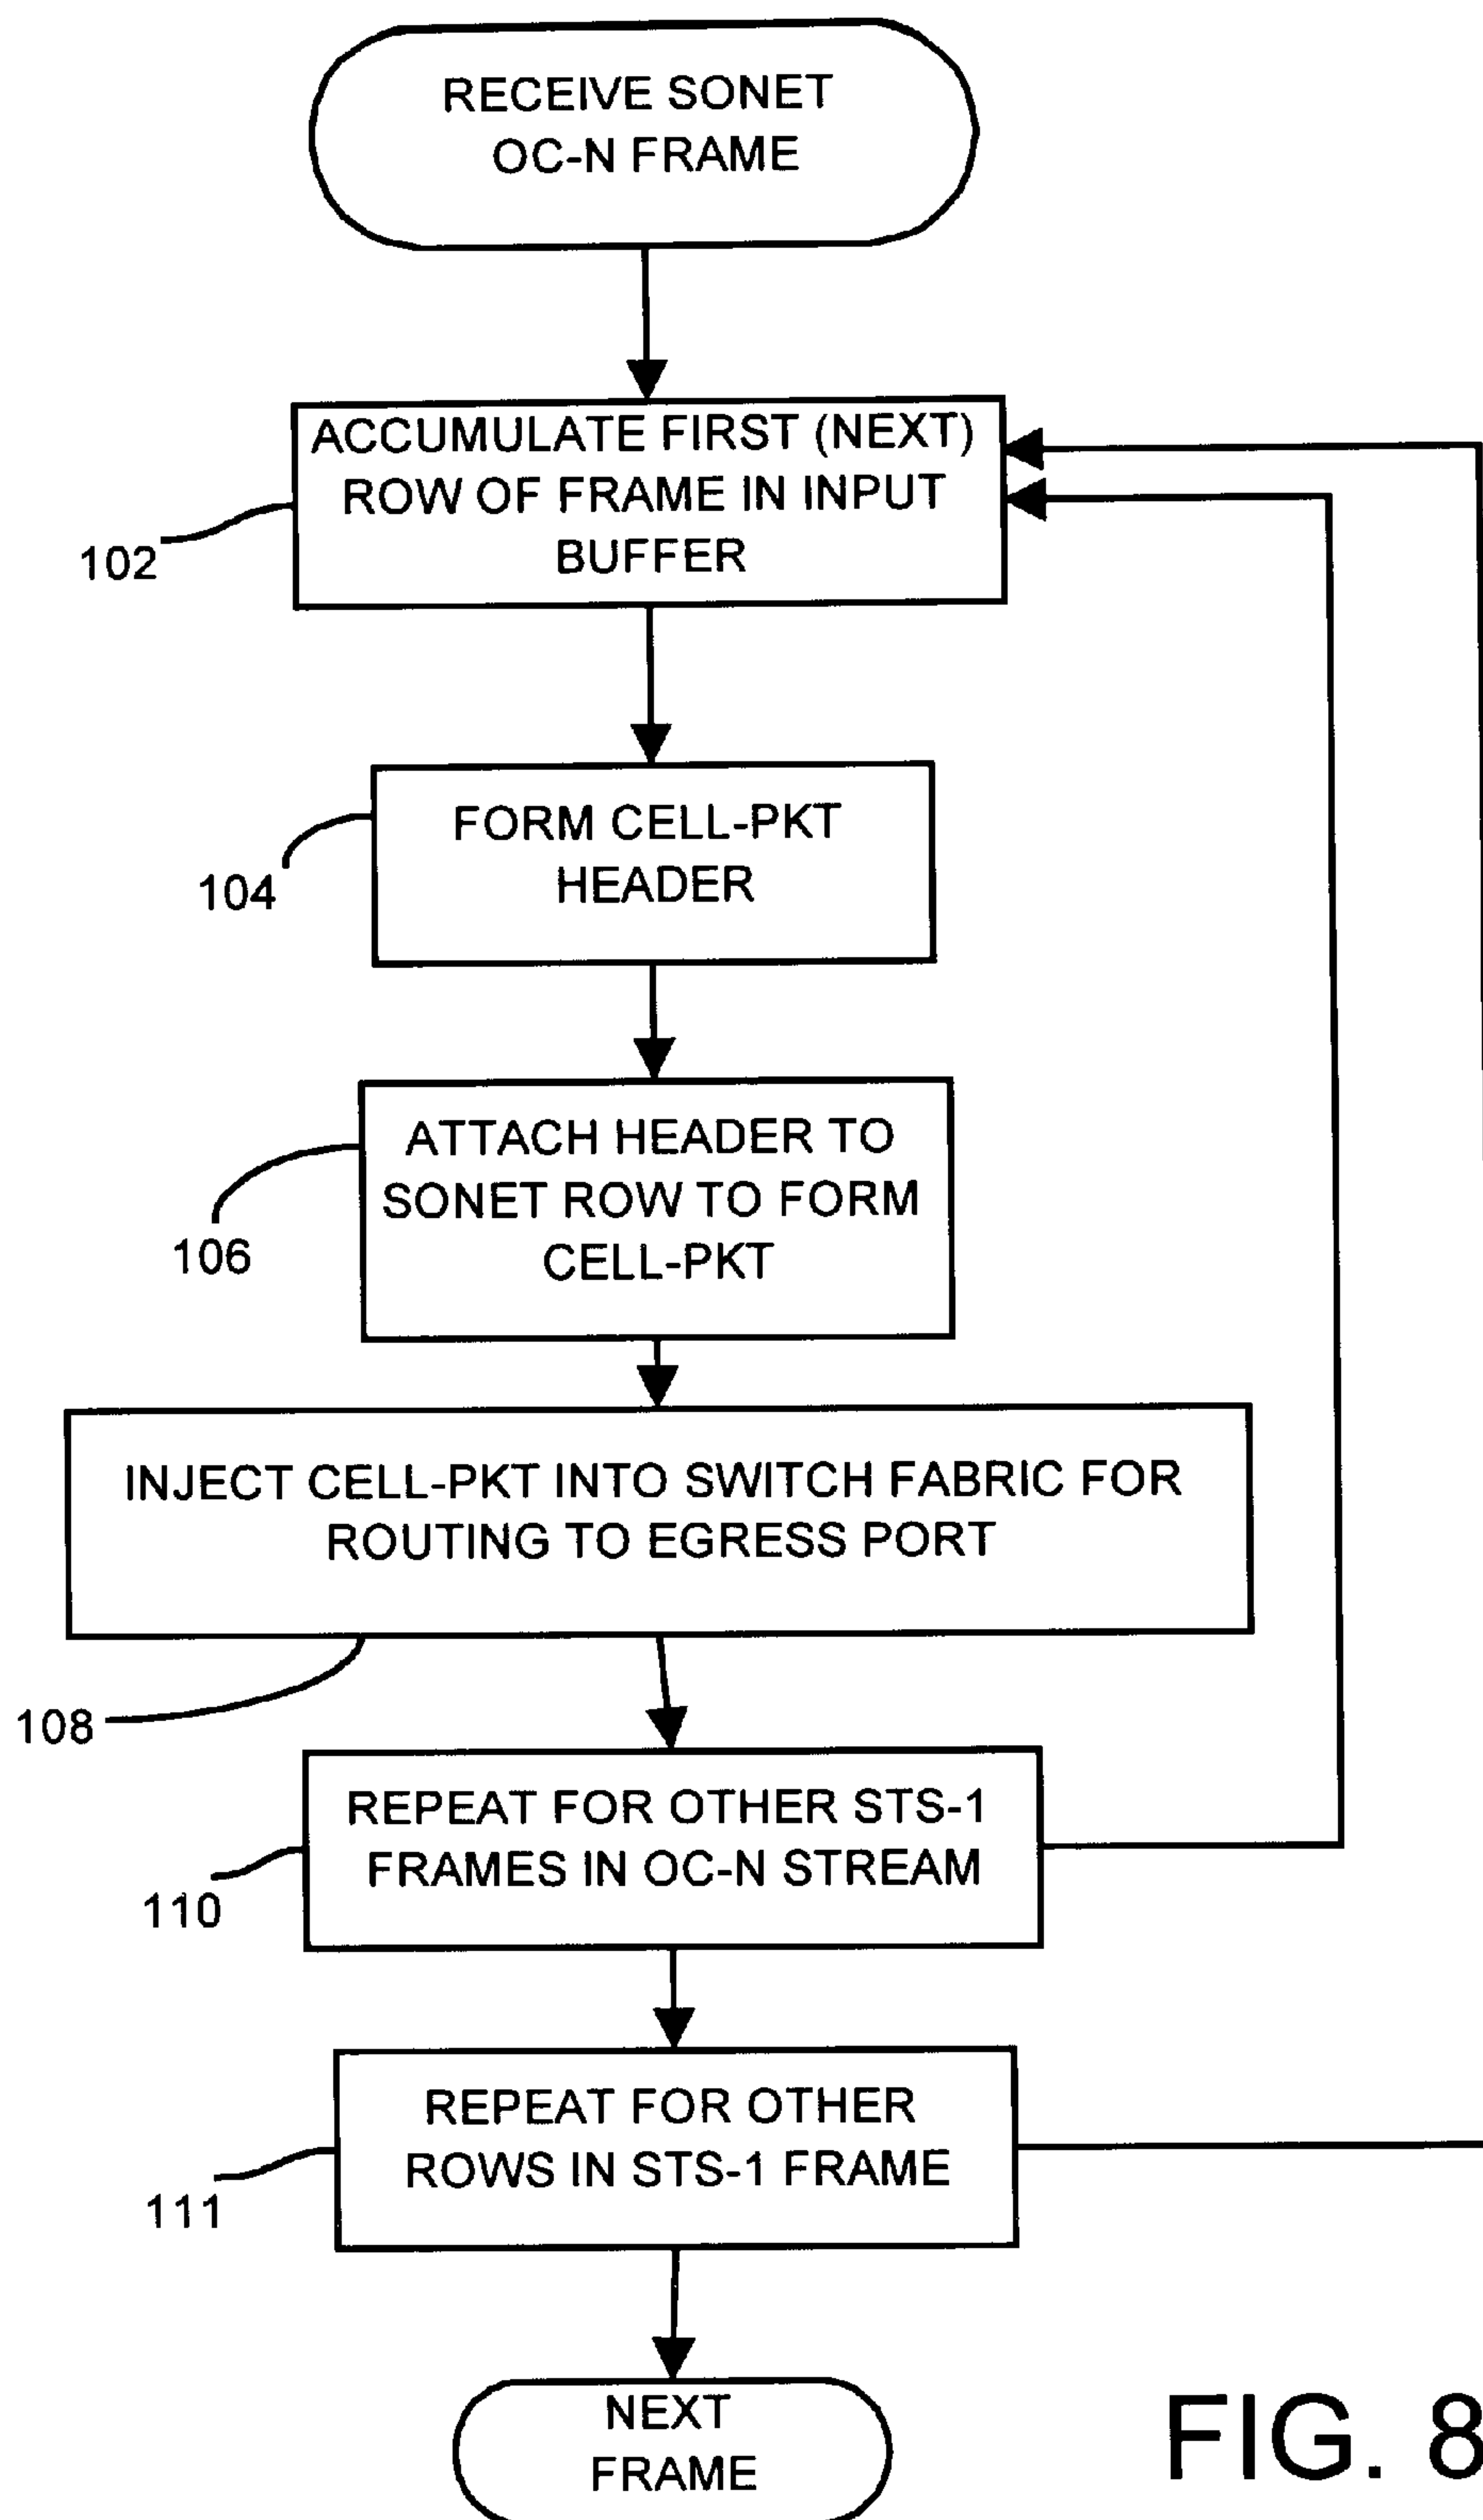 RECEIVE SONET
OC-N FRAME
ACCUMULATE FIRST (NEXT)
ROW OF FRAME IN INPUT
BUFFER
102
FORM CELL-PKT
HEADER
104
ATTACH HEADER TO
SONET ROW TO FORM
CELL-PKT
106
INJECT CELL-PKT INTO SWITCH FABRIC FOR
ROUTING TO EGRESS PORT
108
REPEAT FOR OTHER STS-1
FRAMES IN OC-N STREAM
110
REPEAT FOR OTHER
ROWS IN STS-1 FRAME
111
NEXT
FRAME
FIG. 8